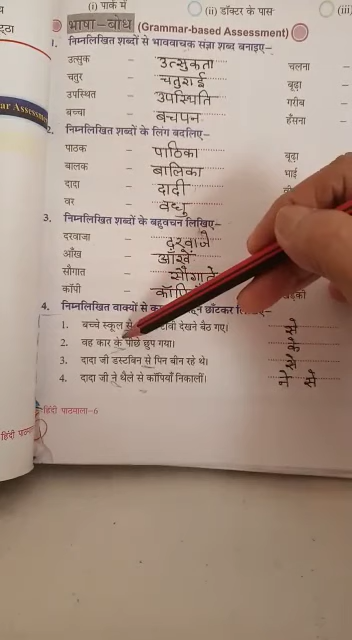 (i) पार्क में (ii) डॉक्टर के पास (iii)
भाषा-बोध (Grammar-based Assessment)
1. निम्नलिखित शब्दों से भाववाचक संज्ञा शब्द बनाइए-
उत्सुक - उत्सुकता चलना -
चतुर - चतुराई बूढ़ा -
उपस्थित - उपस्थिति गरीब -
बच्चा - बचपन हँसना -
2. निम्नलिखित शब्दों के लिंग बदलिए-
पाठक - पाठिका बूढ़ा
बालक - बालिका भाई
दादा - दादी
वर - वधु
3. निम्नलिखित शब्दों के बहुवचन लिखिए-
दरवाजा - दरवाजे
आँख - आँखें
सौगात - सौगातें
कॉपी -
4. निम्नलिखित वाक्यों से छाँटकर
1. बच्चे स्कूल से देखने बैठ गए। से
2. वह कार के पीछे छुप गया। के
3. दादा जी डस्टबिन से पिन बीन रहे थे। से
4. दादा जी ने थैले से कॉपियाँ निकालीं। ने से
हिंदी पाठमाला-6